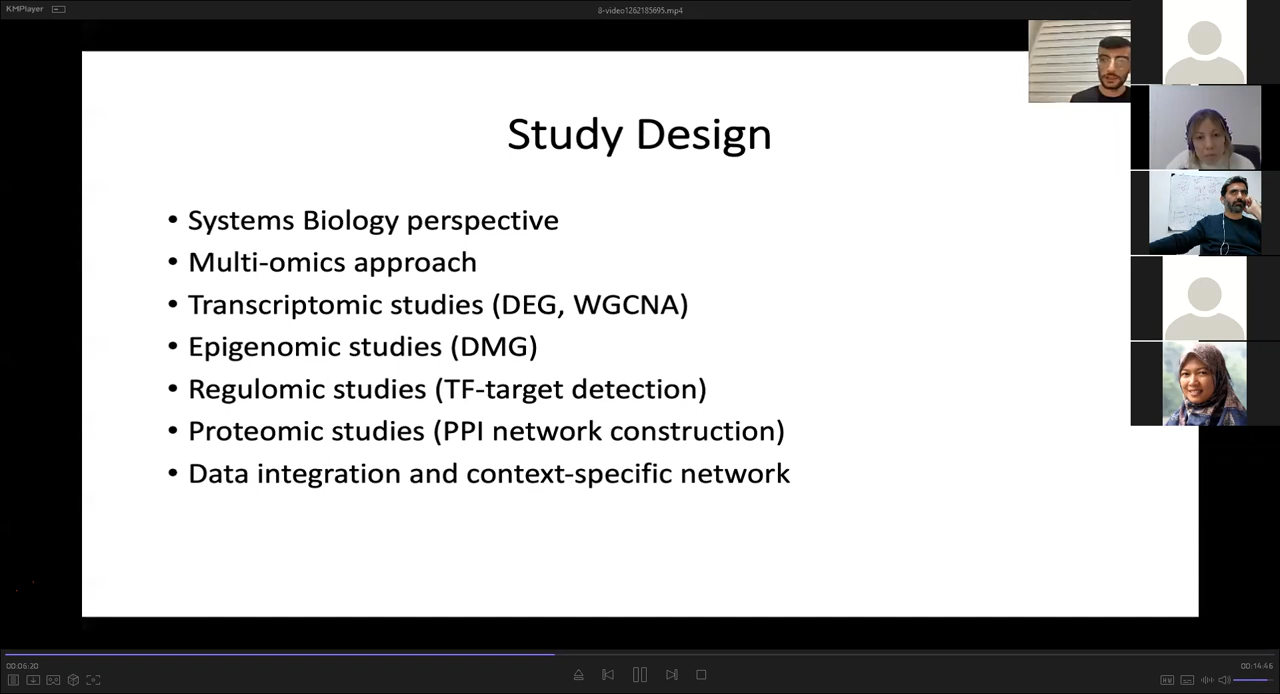 KMPlayer
8-video1262185695.mp4
Study Design
• Systems Biology perspective
• Multi-omics approach
• Transcriptomic studies (DEG, WGCNA)
• Epigenomic studies (DMG)
• Regulomic studies (TF-target detection)
• Proteomic studies (PPI network construction)
• Data integration and context-specific network
00:06:20
00:14:46